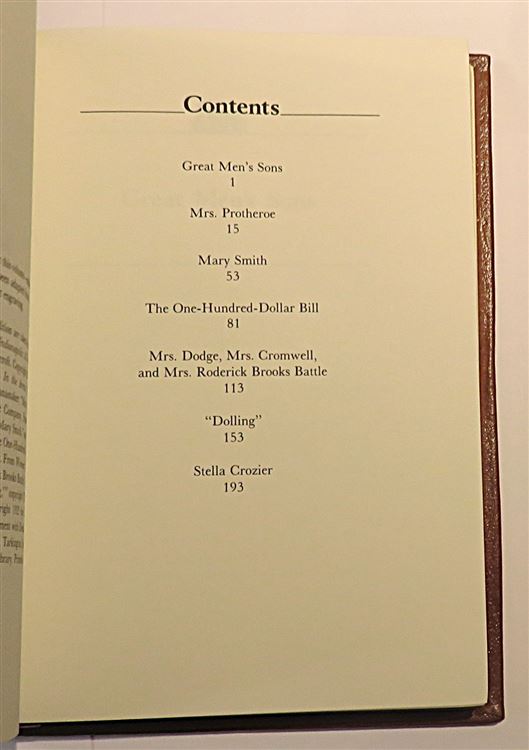 Contents
Great Men's Sons
1
Mrs. Protheroe
15
Mary Smith
53
The One-Hundred-Dollar Bill
81
Mrs. Dodge, Mrs. Cromwell,
and Mrs. Roderick Brooks Battle
113
"Dolling"
153
Stella Crozier
193